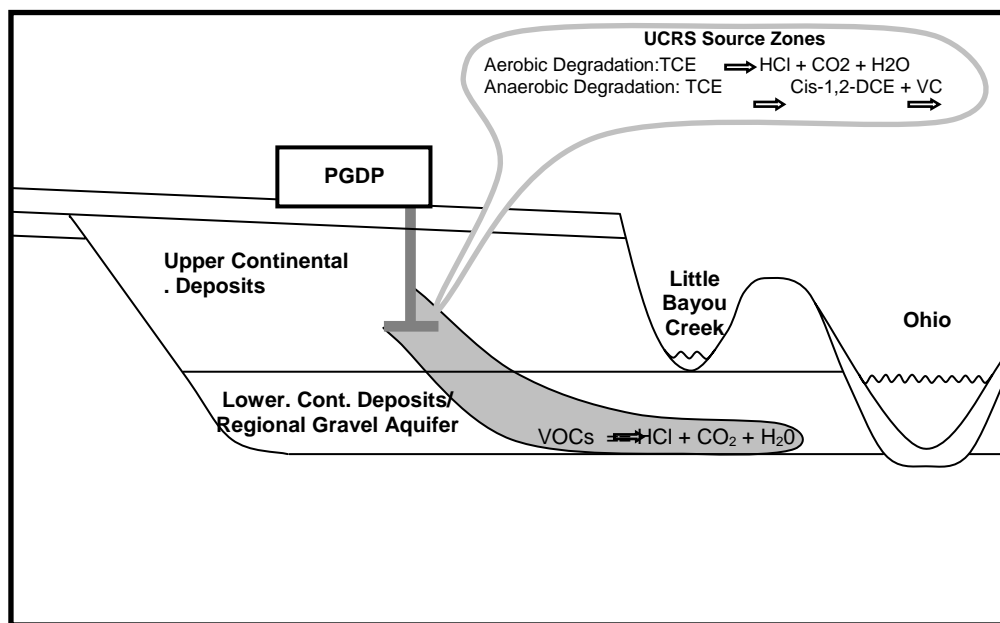 UCRS Source Zones
Aerobic Degradation:TCE ⇒ HCl + CO2 + H2O
Anaerobic Degradation: TCE ⇒ Cis-1,2-DCE + VC ⇒
PGDP
Upper Continental
. Deposits
Little
Bayou
Creek
Ohio
Lower. Cont. Deposits/
Regional Gravel Aquifer
VOCs ⇒ HCl + CO₂ + H₂0